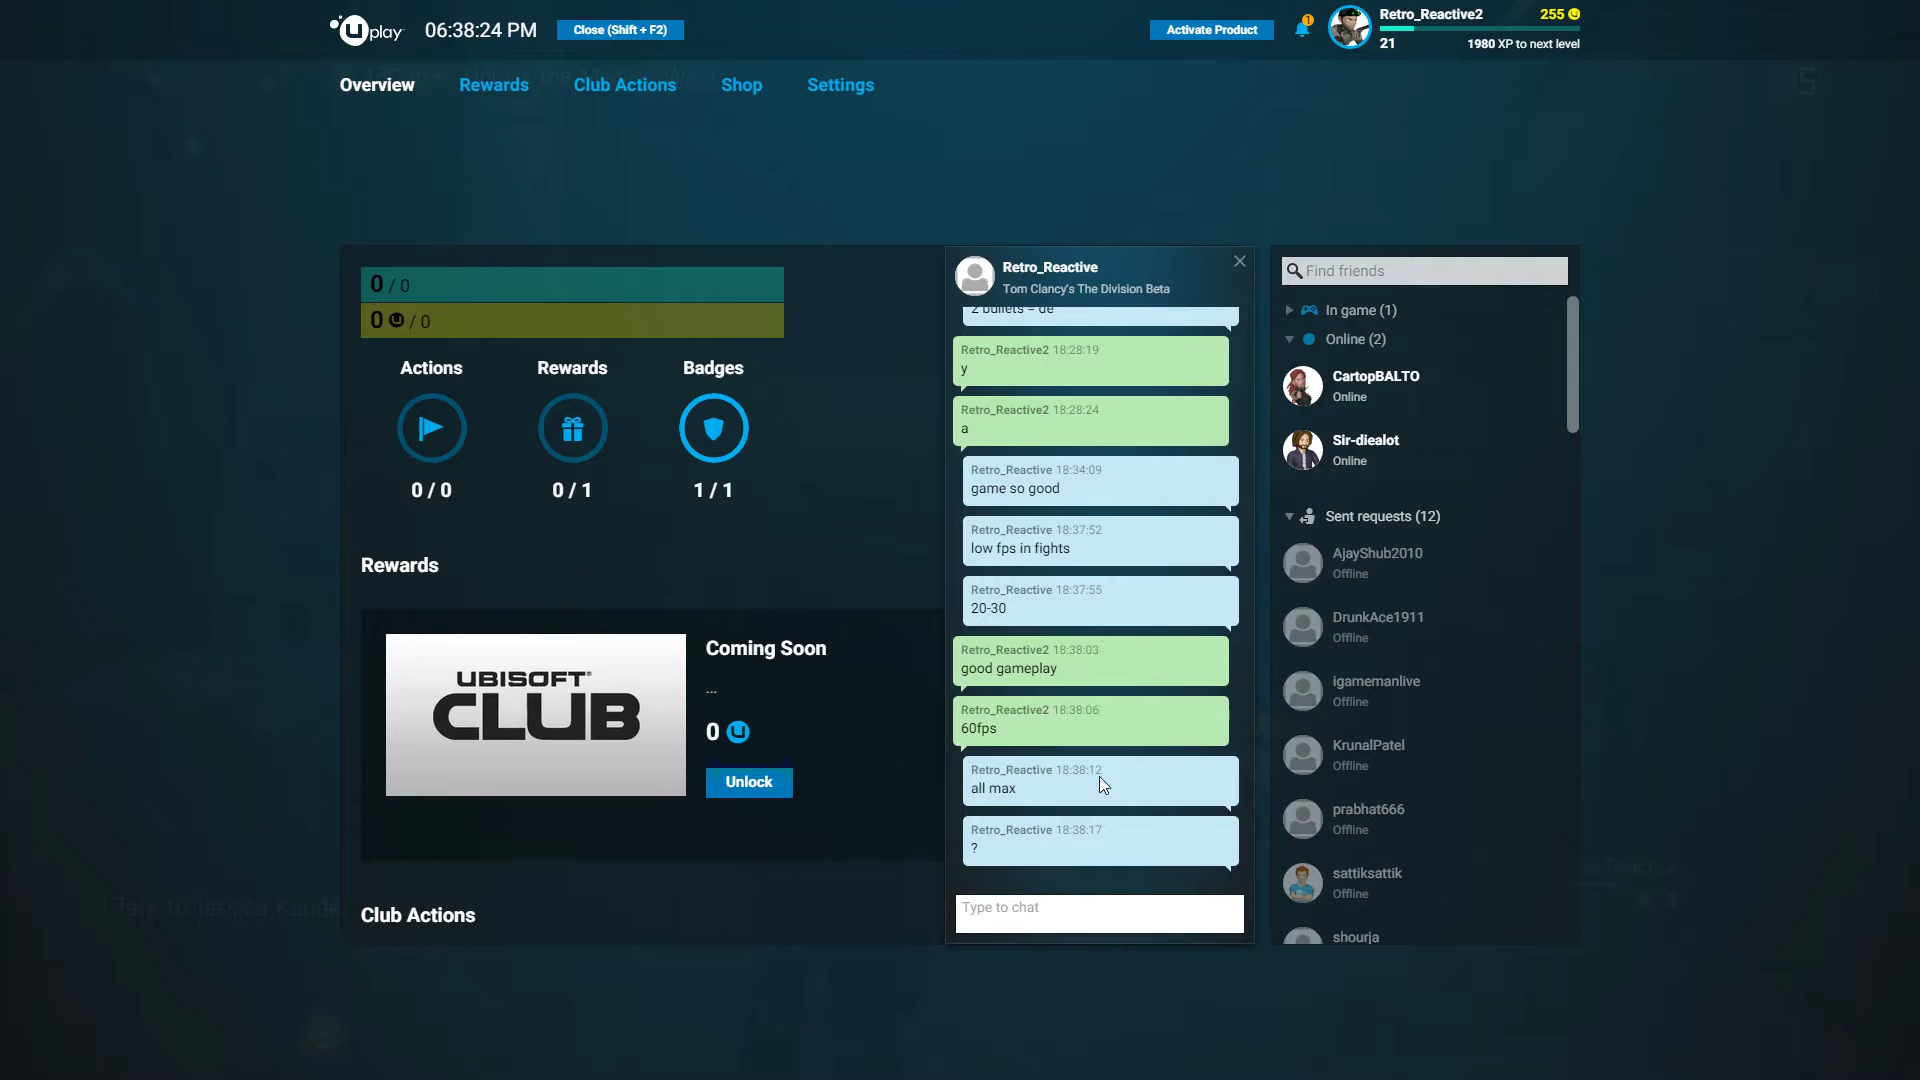 Uplay
06:38:24 PM
Close (Shift + F2)
Activate Product
1
Retro_Reactive2
255
21
1980 XP to next level
Overview
Rewards
Club Actions
Shop
Settings
0 / 0
0 / 0
Actions
Rewards
Badges
0 / 0
0 / 1
1 / 1
Rewards
UBISOFT
CLUB
Coming Soon
...
0
Unlock
Club Actions
Retro_Reactive
Tom Clancy's The Division Beta
2 bullets = de
Retro_Reactive2 18:28:19
y
Retro_Reactive2 18:28:24
a
Retro_Reactive 18:34:09
game so good
Retro_Reactive 18:37:52
low fps in fights
Retro_Reactive 18:37:55
20-30
Retro_Reactive2 18:38:03
good gameplay
Retro_Reactive2 18:38:06
60fps
Retro_Reactive 18:38:12
all max
Retro_Reactive 18:38:17
?
Type to chat
Find friends
In game (1)
Online (2)
CartopBALTO
Online
Sir-diealot
Online
Sent requests (12)
AjayShub2010
Offline
DrunkAce1911
Offline
igamemanlive
Offline
KrunalPatel
Offline
prabhat666
Offline
sattiksattik
Offline
shourja